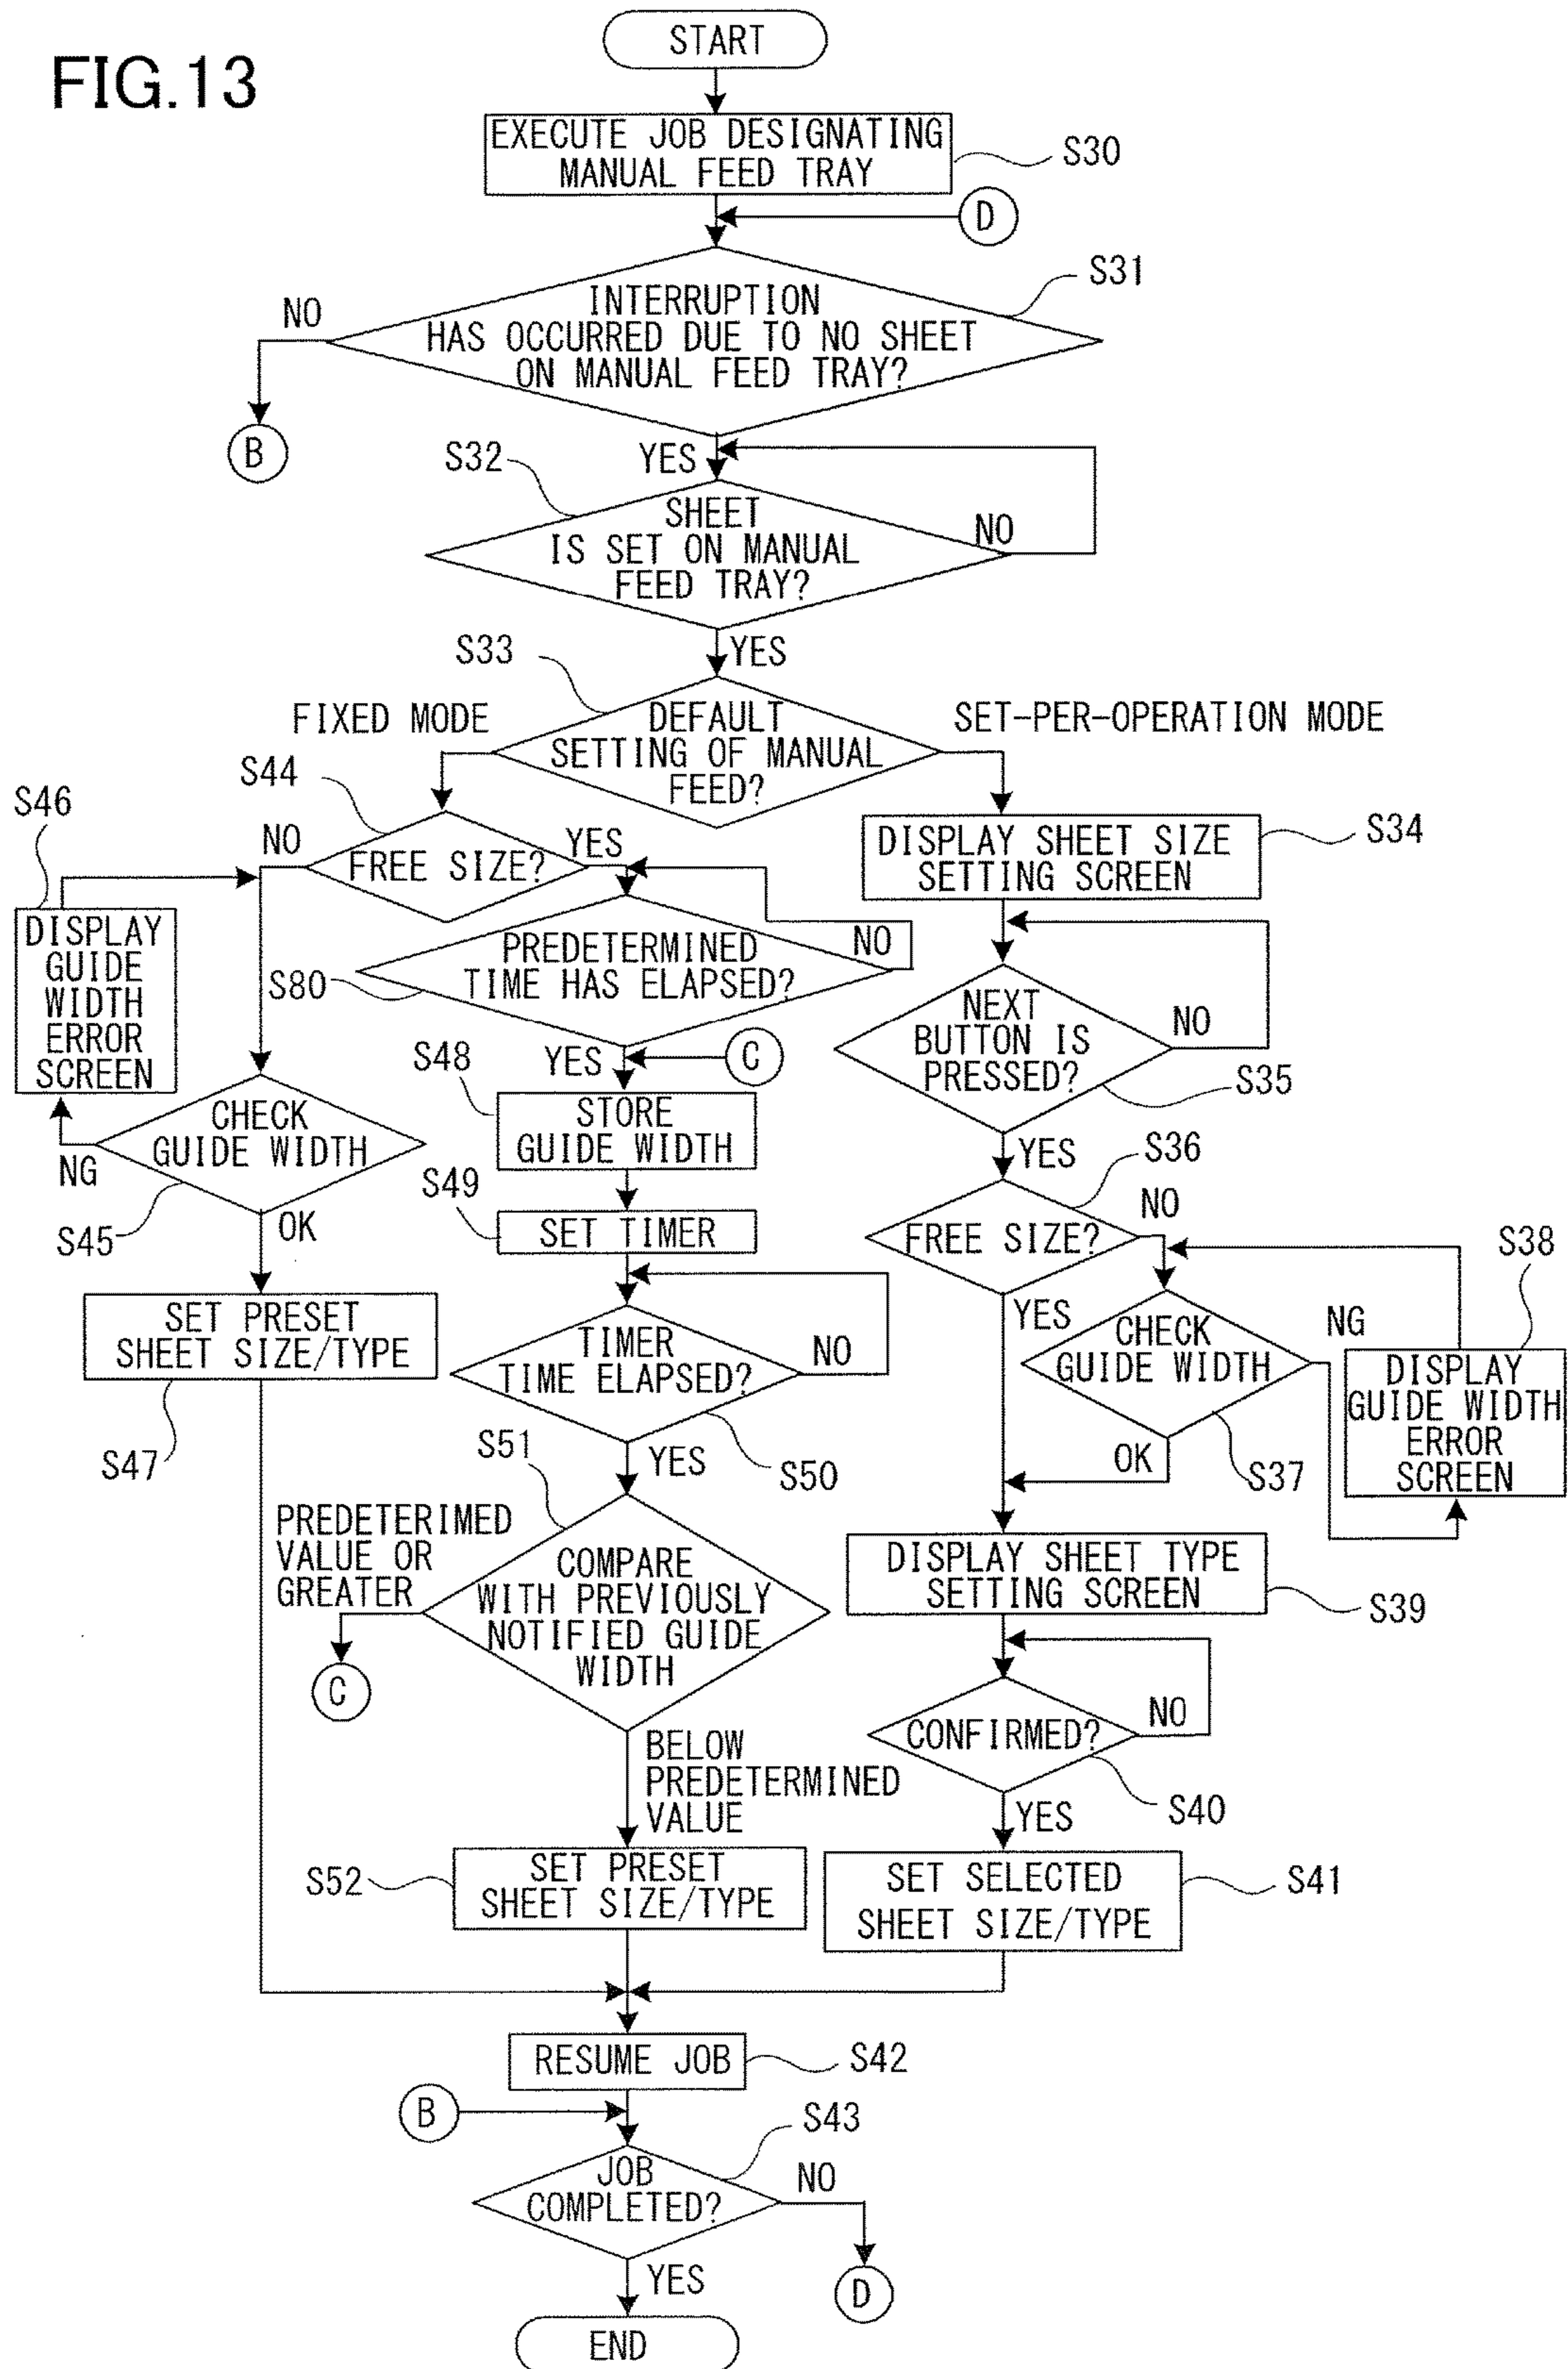 FIG.13
START
EXECUTE JOB DESIGNATING
MANUAL FEED TRAY
S30
D
S31
INTERRUPTION
HAS OCCURRED DUE TO NO SHEET
ON MANUAL FEED TRAY?
NO
B
YES
S32
SHEET
IS SET ON MANUAL
FEED TRAY?
NO
YES
S33
DEFAULT
SETTING OF MANUAL
FEED?
FIXED MODE
SET-PER-OPERATION MODE
S44
FREE SIZE?
NO
YES
S46
DISPLAY
GUIDE
WIDTH
ERROR
SCREEN
PREDETERMINED
TIME HAS ELAPSED?
NO
S80
YES
C
CHECK
GUIDE WIDTH
NG
S45
OK
S48
STORE
GUIDE WIDTH
S49
SET TIMER
SET PRESET
SHEET SIZE/TYPE
S47
TIMER
TIME ELAPSED?
NO
S50
YES
S51
COMPARE
WITH PREVIOUSLY
NOTIFIED GUIDE
WIDTH
PREDETERIMED
VALUE OR
GREATER
C
BELOW
PREDETERMINED
VALUE
S52
SET PRESET
SHEET SIZE/TYPE
DISPLAY SHEET SIZE
SETTING SCREEN
S34
NEXT
BUTTON IS
PRESSED?
NO
S35
YES
S36
FREE SIZE?
NO
YES
CHECK
GUIDE WIDTH
NG
S37
OK
S38
DISPLAY
GUIDE WIDTH
ERROR
SCREEN
DISPLAY SHEET TYPE
SETTING SCREEN
S39
CONFIRMED?
NO
S40
YES
SET SELECTED
SHEET SIZE/TYPE
S41
RESUME JOB
S42
B
S43
JOB
COMPLETED?
NO
D
YES
END